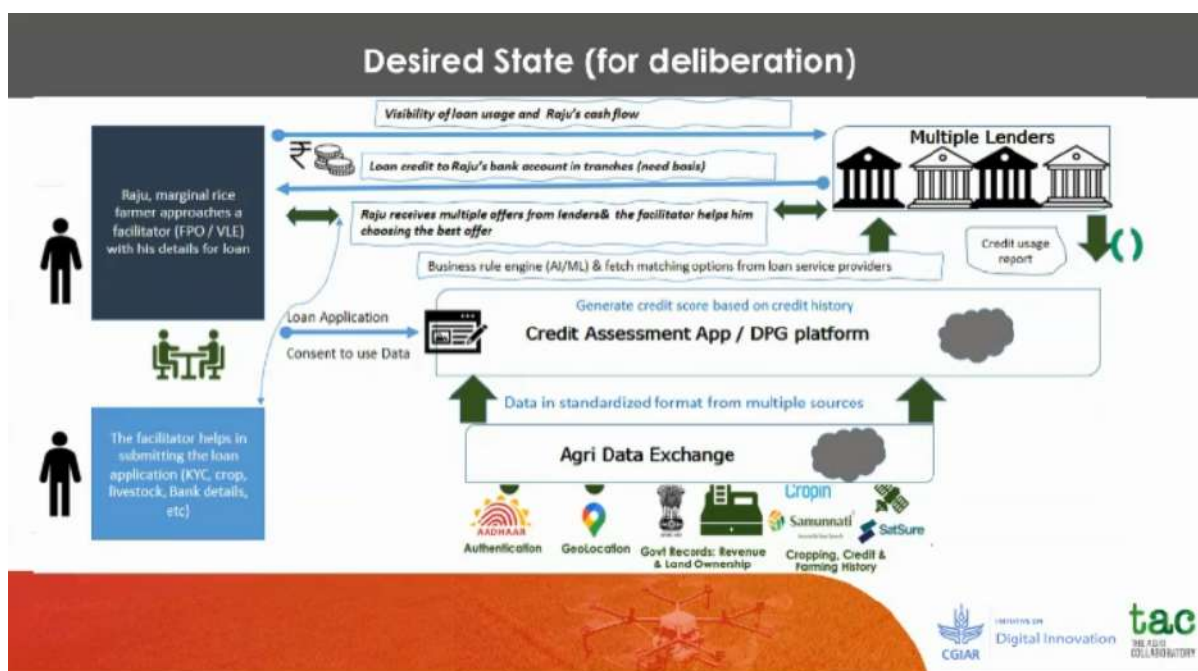 Desired State (for deliberation)
Visibility of loan usage and Raju's cash flow
Multiple Lenders
₹
Loan credit to Raju's bank account in tranches (need basis)
Raju, marginal rice
farmer approaches a
facilitator (FPO / VLE)
with his details for loan
Raju receives multiple offers from lenders& the facilitator helps him
choosing the best offer
Credit usage
report
Business rule engine (AI/ML) & fetch matching options from loan service providers
Generate credit score based on credit history
Loan Application
Credit Assessment App / DPG platform
Consent to use Data
Data in standardized format from multiple sources
The facilitator helps in
submitting the loan
application (KYC, crop,
livestock, Bank details,
etc)
Agri Data Exchange
Cropin
Samunnati
SatSure
AADHAAR
Authentication
GeoLocation
Govt Records: Revenue
& Land Ownership
Cropping, Credit &
Farming History
CGIAR
INITIATIVE ON
Digital Innovation
tac
THE AGRI
COLLABORATORY